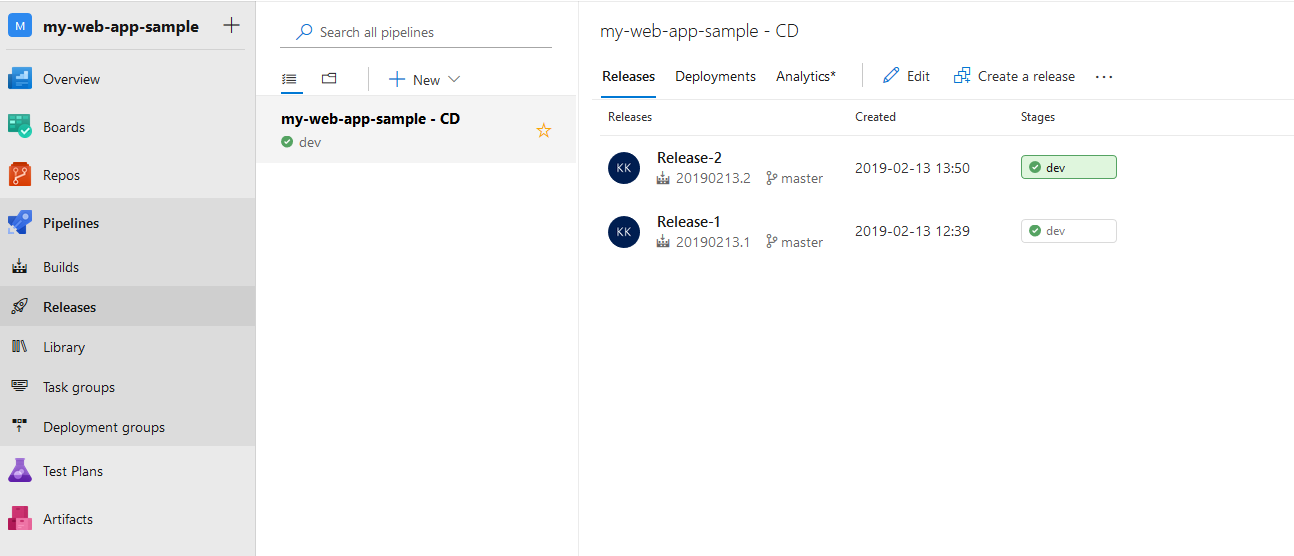 M my-web-app-sample
Overview
Boards
Repos
Pipelines
Builds
Releases
Library
Task groups
Deployment groups
Test Plans
Artifacts
Search all pipelines
New
my-web-app-sample - CD
dev
my-web-app-sample - CD
Releases Deployments Analytics* Edit Create a release ...
Releases Created Stages
KK Release-2
20190213.2 master 2019-02-13 13:50 dev
KK Release-1
20190213.1 master 2019-02-13 12:39 dev